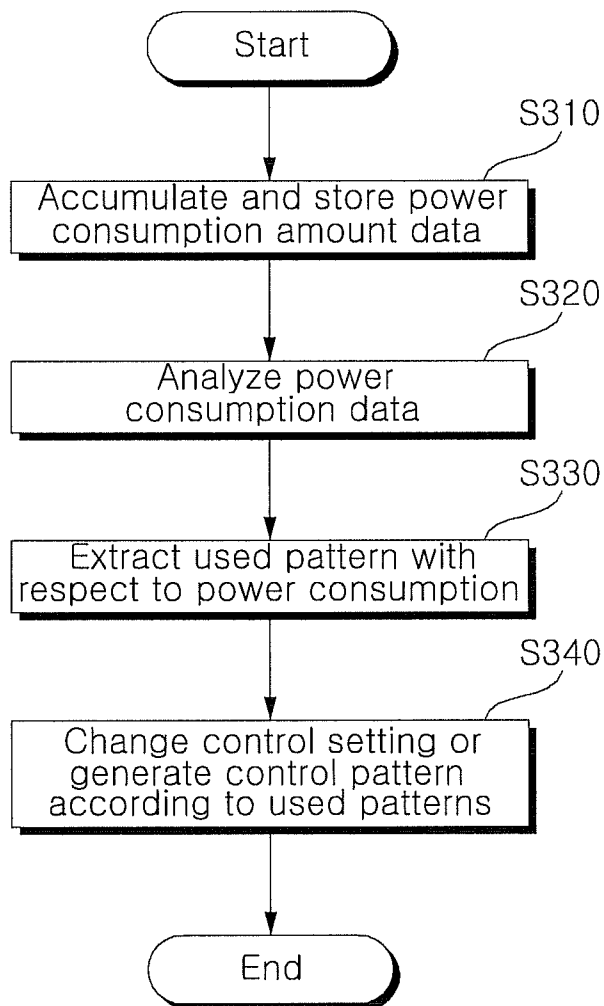 Start
S310
Accumulate and store power
consumption amount data
S320
Analyze power
consumption data
S330
Extract used pattern with
respect to power consumption
S340
Change control setting or
generate control pattern
according to used patterns
End